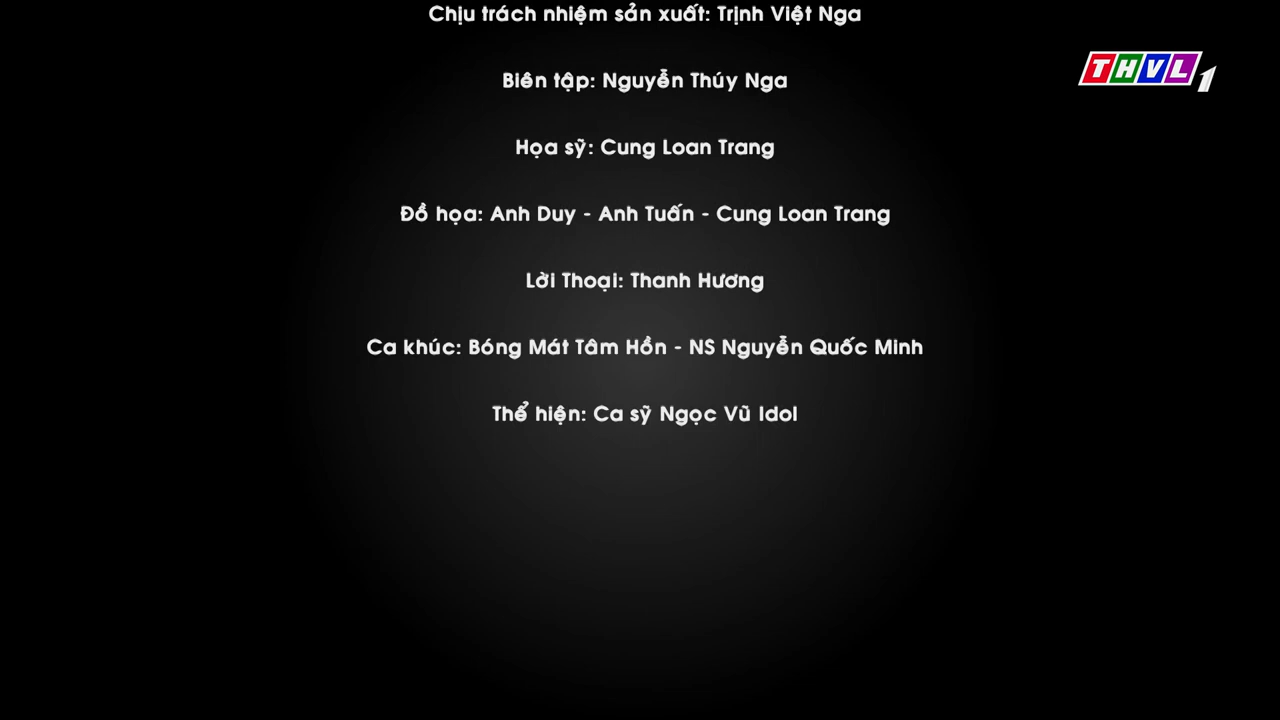 Chịu trách nhiệm sản xuất: Trịnh Việt Nga
THVL1
Biên tập: Nguyễn Thúy Nga
Họa sỹ: Cung Loan Trang
Đồ họa: Anh Duy - Anh Tuấn - Cung Loan Trang
Lời Thoại: Thanh Hương
Ca khúc: Bóng Mát Tâm Hồn - NS Nguyễn Quốc Minh
Thể hiện: Ca sỹ Ngọc Vũ Idol